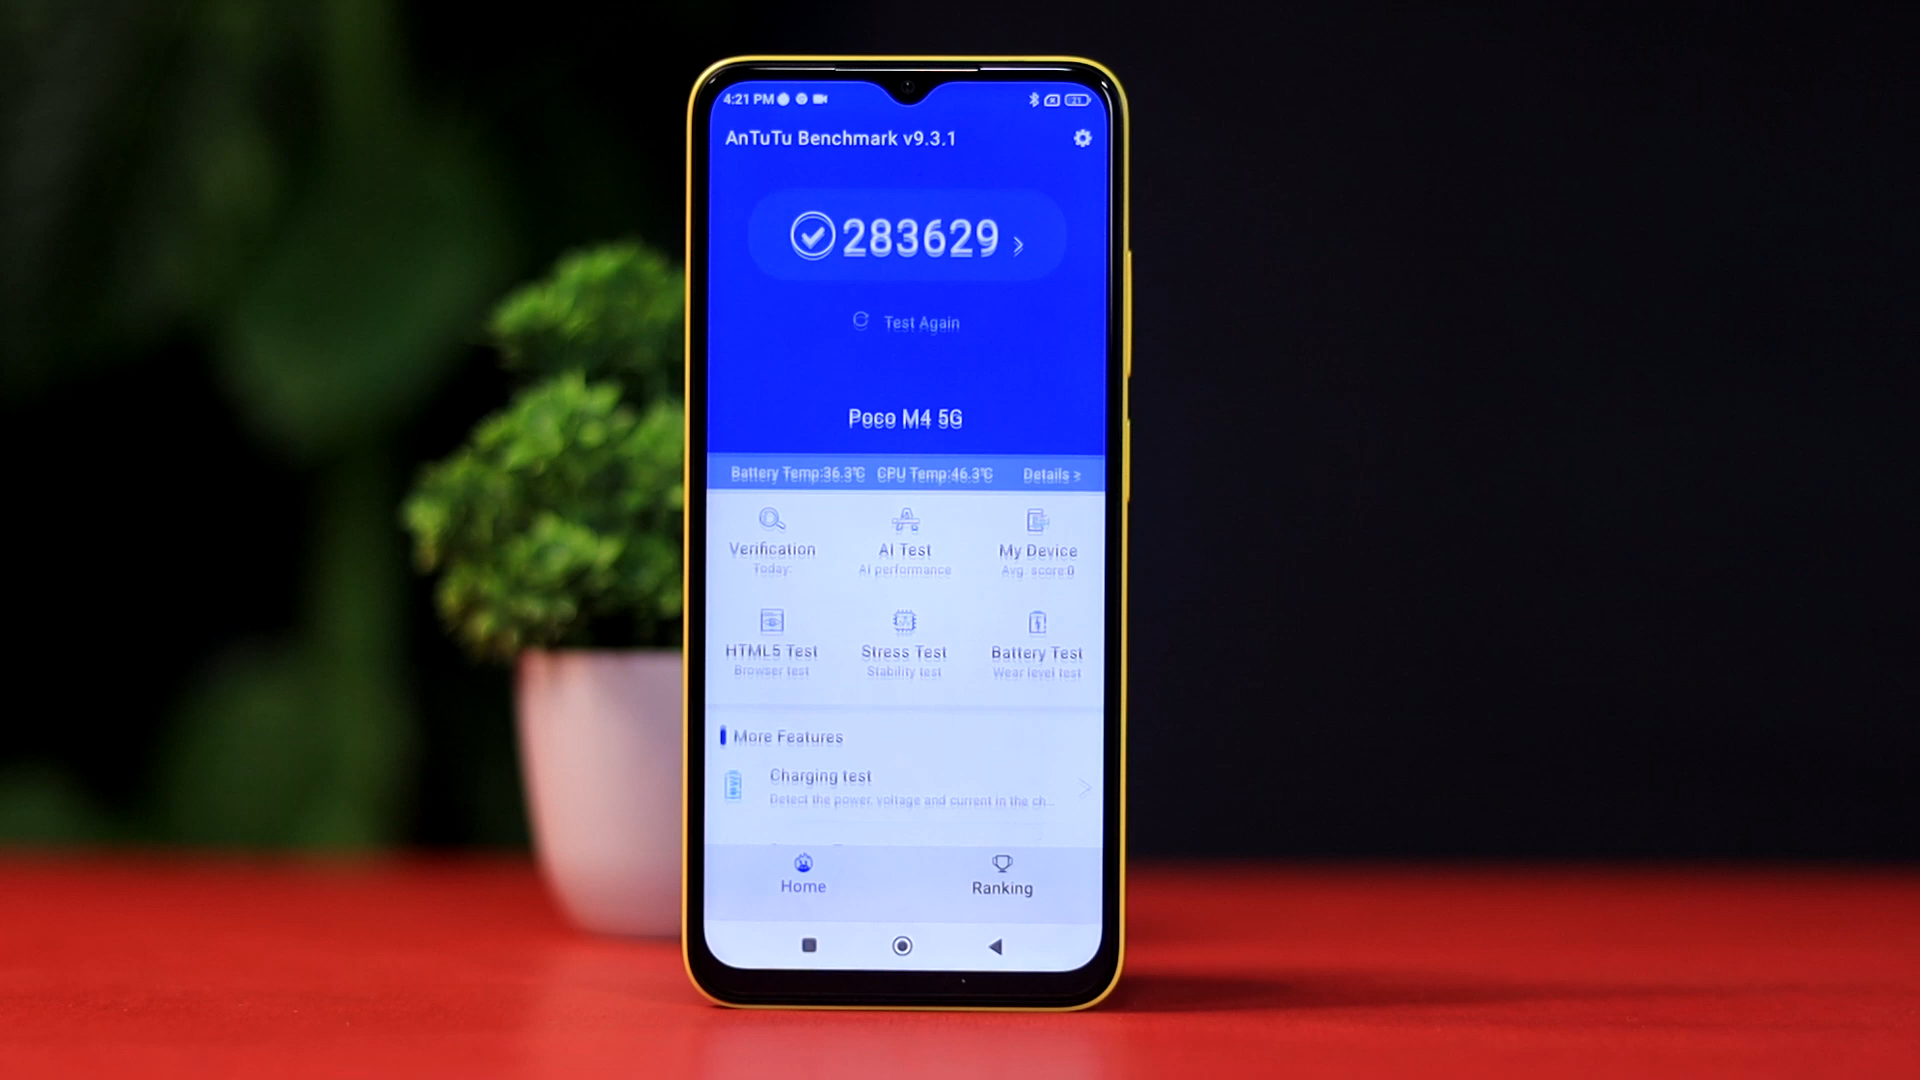 4:21 PM
21
AnTuTu Benchmark v9.3.1
283629 >
Test Again
Poco M4 5G
Battery Temp:36.3℃ CPU Temp:46.3℃ Details >
Verification AI Test My Device
Today: AI performance Avg. score:0
HTML5 Test Stress Test Battery Test
Browser test Stability test Wear level test
More Features
Charging test
Detect the power, voltage and current in the ch...
Home Ranking